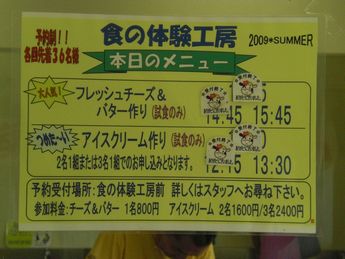 予約制！！
各回先着３６名様
食の体験工房
2009*SUMMER
本日のメニュー
大人気！
フレッシュチーズ＆
バター作り（試食のみ）
14:45 15:45
つめた〜い！
アイスクリーム作り（試食のみ）
２名１組または３名１組でのお申し込みとなります。
12:15 13:30
予約受付場所：食の体験工房前 詳しくはスタッフへお尋ね下さい。
参加料金：チーズ＆バター １名800円 アイスクリーム ２名1600円/３名2400円